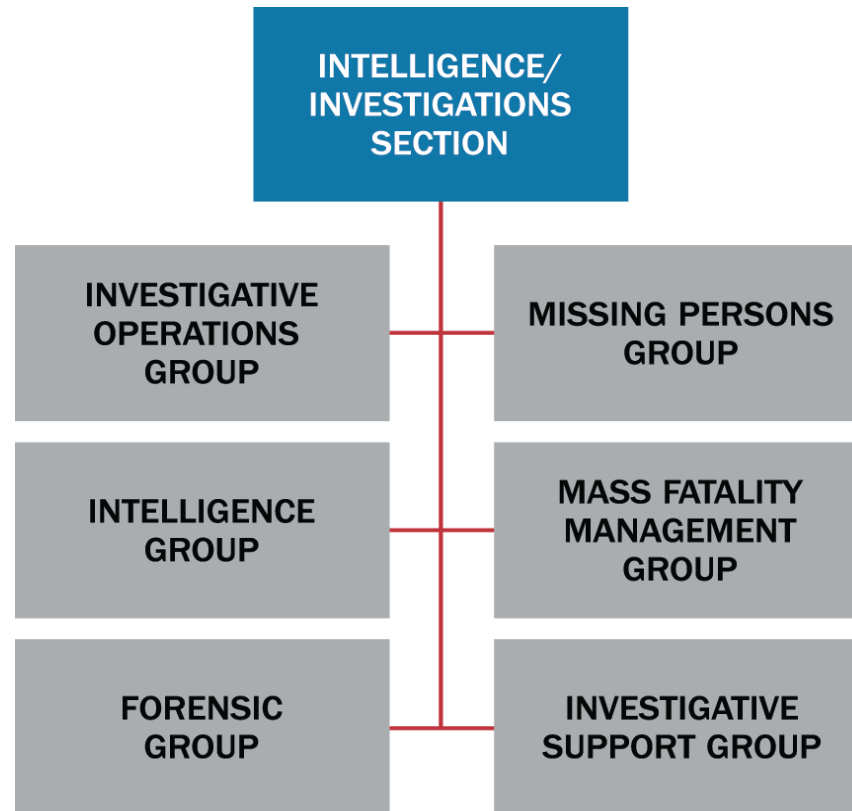 INTELLIGENCE/
INVESTIGATIONS
SECTION
INVESTIGATIVE
OPERATIONS
GROUP
MISSING PERSONS
GROUP
INTELLIGENCE
GROUP
MASS FATALITY
MANAGEMENT
GROUP
FORENSIC
GROUP
INVESTIGATIVE
SUPPORT GROUP